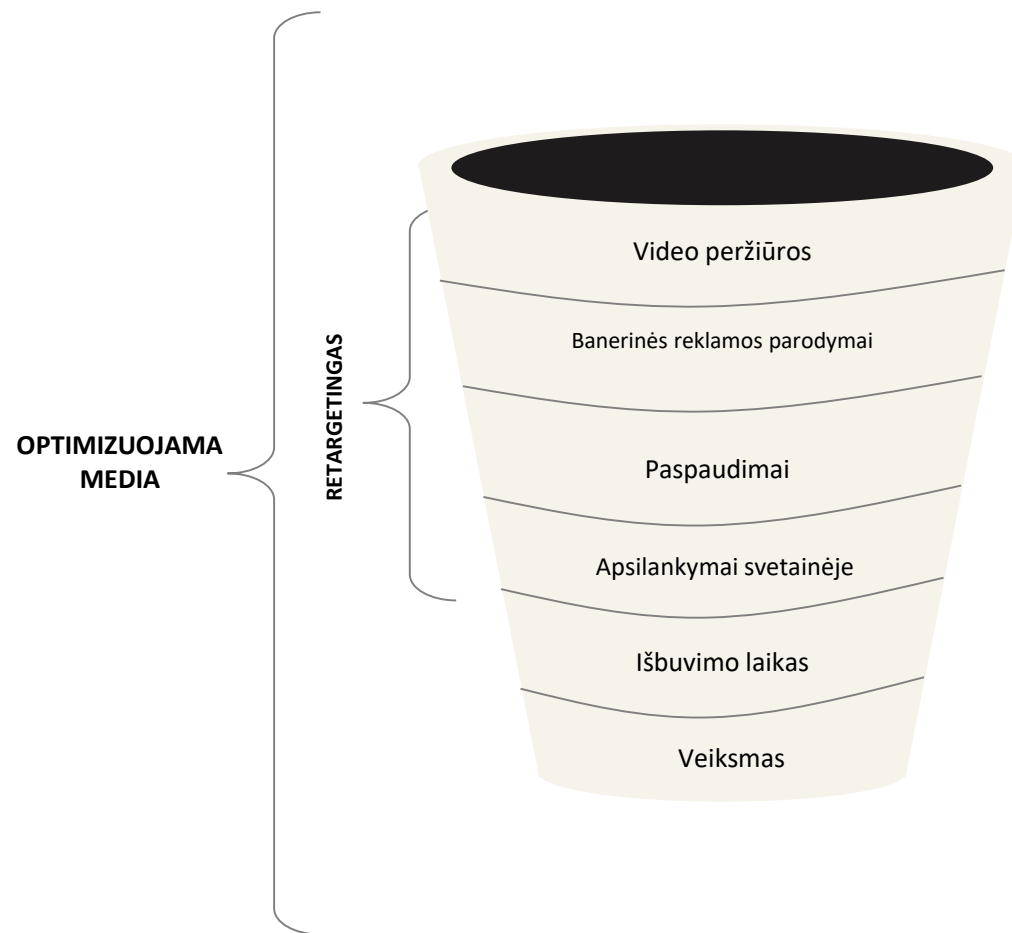 OPTIMIZUOJAMA
MEDIA
RETARGETINGAS
Video peržiūros
Banerinės reklamos parodymai
Paspaudimai
Apsilankymai svetainėje
Išbuvimo laikas
Veiksmas